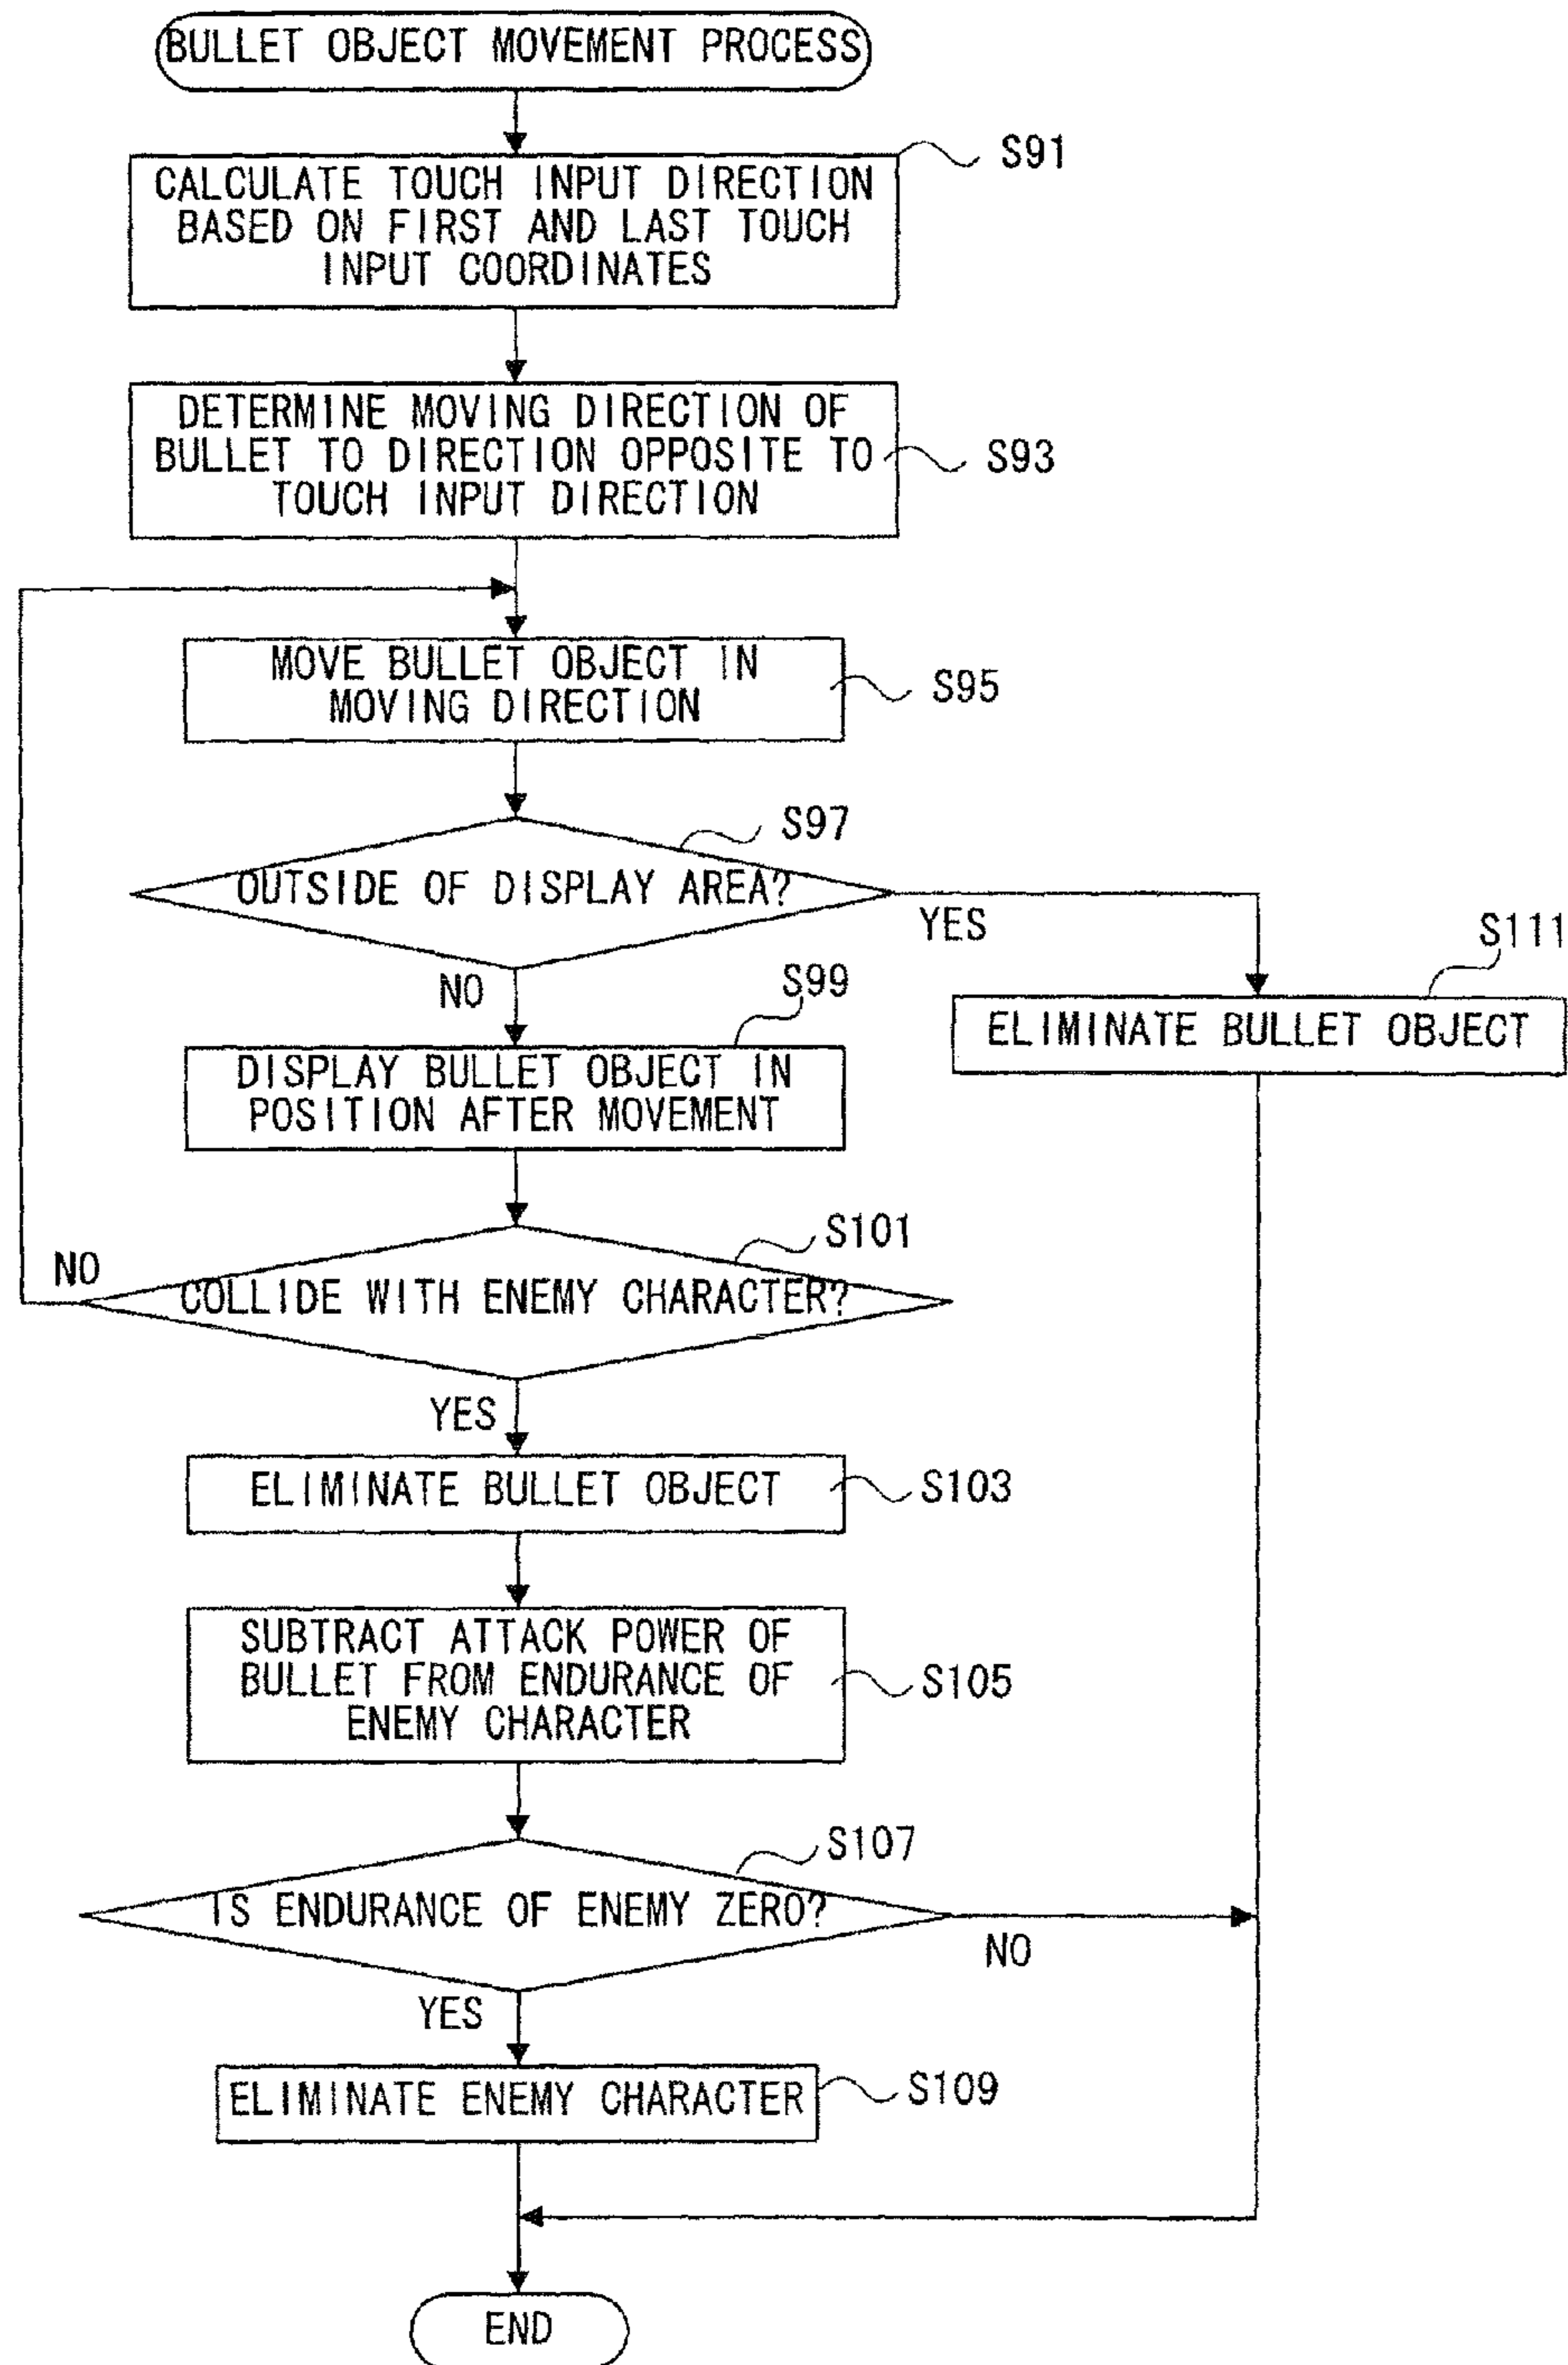 BULLET OBJECT MOVEMENT PROCESS
S91
CALCULATE TOUCH INPUT DIRECTION
BASED ON FIRST AND LAST TOUCH
INPUT COORDINATES
DETERMINE MOVING DIRECTION OF
BULLET TO DIRECTION OPPOSITE TO
TOUCH INPUT DIRECTION
S93
MOVE BULLET OBJECT IN
MOVING DIRECTION
S95
S97
OUTSIDE OF DISPLAY AREA?
YES
S111
ELIMINATE BULLET OBJECT
NO
S99
DISPLAY BULLET OBJECT IN
POSITION AFTER MOVEMENT
S101
NO
COLLIDE WITH ENEMY CHARACTER?
YES
ELIMINATE BULLET OBJECT
S103
SUBTRACT ATTACK POWER OF
BULLET FROM ENDURANCE OF
ENEMY CHARACTER
S105
S107
IS ENDURANCE OF ENEMY ZERO?
NO
YES
ELIMINATE ENEMY CHARACTER
S109
END